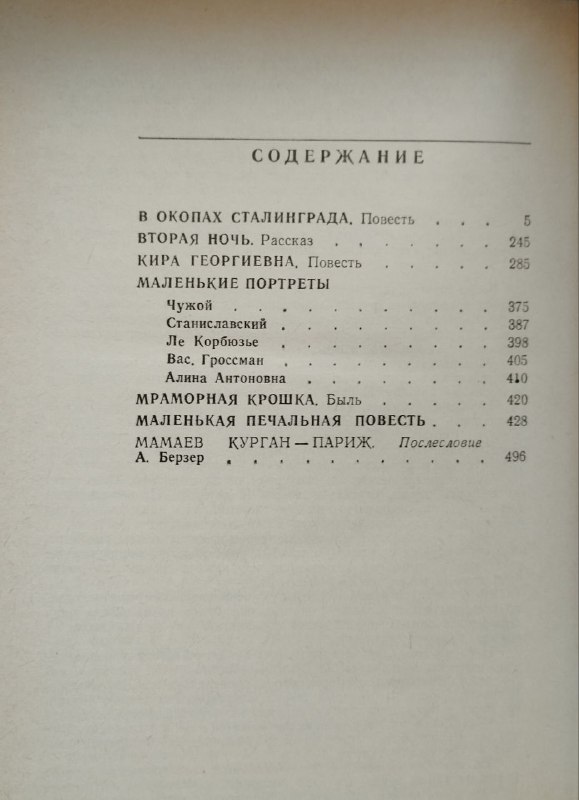 СОДЕРЖАНИЕ
В ОКОПАХ СТАЛИНГРАДА. Повесть . . . 5
ВТОРАЯ НОЧЬ. Рассказ . . . . . . . 245
КИРА ГЕОРГИЕВНА. Повесть . . . . . 285
МАЛЕНЬКИЕ ПОРТРЕТЫ
Чужой . . . . . . . . . 375
Станиславский . . . . . . . . 387
Ле Корбюзье . . . . . . . . 398
Вас. Гроссман . . . . . . . . 405
Алина Антоновна . . . . . . . 410
МРАМОРНАЯ КРОШКА. Быль . . . . . 420
МАЛЕНЬКАЯ ПЕЧАЛЬНАЯ ПОВЕСТЬ . . . 428
МАМАЕВ КУРГАН — ПАРИЖ. Послесловие
А. Берзер . . . . . . . . . . 496